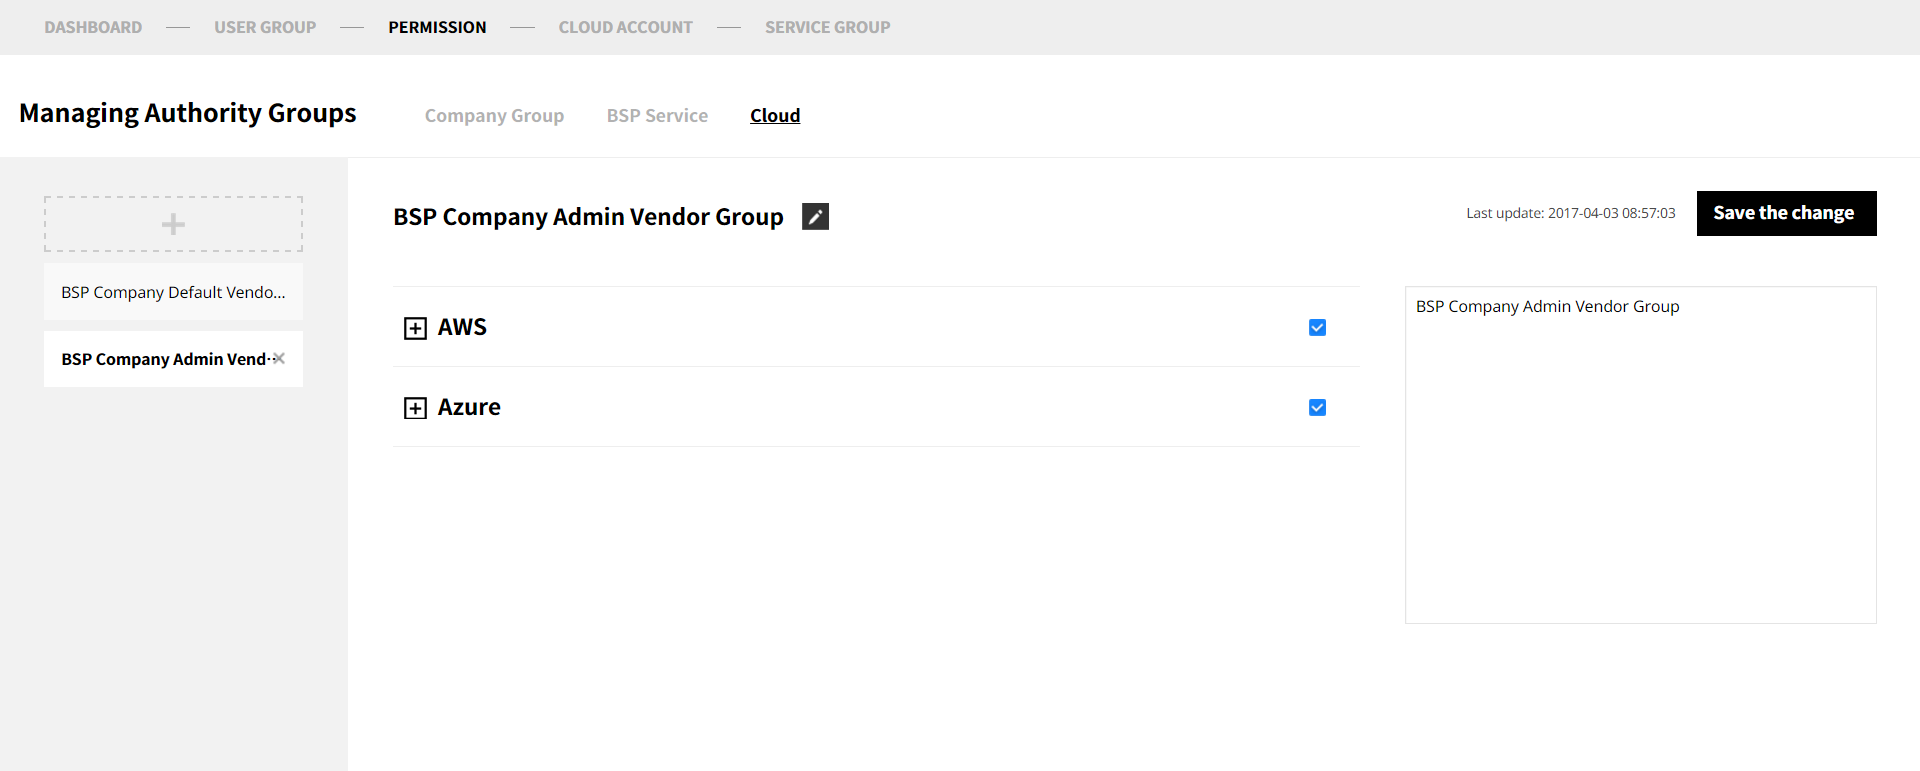 DASHBOARD USER GROUP PERMISSION CLOUD ACCOUNT SERVICE GROUP
Managing Authority Groups Company Group BSP Service Cloud
BSP Company Default Vendo...
BSP Company Admin Vend...
BSP Company Admin Vendor Group
Last update: 2017-04-03 08:57:03 Save the change
AWS
Azure
BSP Company Admin Vendor Group